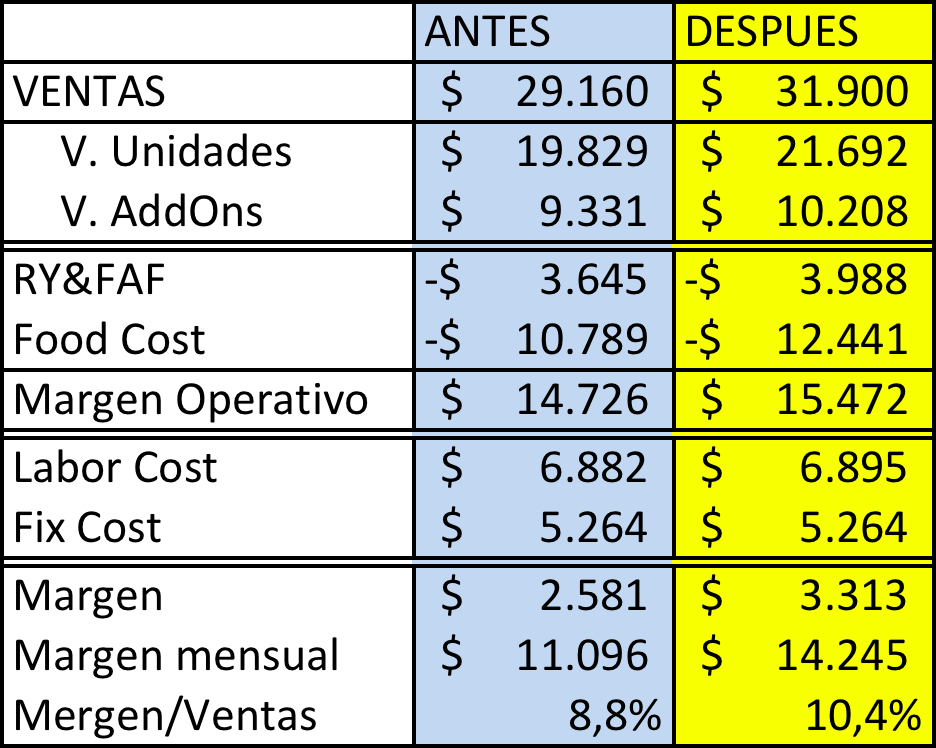 ANTES DESPUES
VENTAS $ 29.160 $ 31.900
V. Unidades $ 19.829 $ 21.692
V. AddOns $ 9.331 $ 10.208
RY&FAF -$ 3.645 -$ 3.988
Food Cost -$ 10.789 -$ 12.441
Margen Operativo $ 14.726 $ 15.472
Labor Cost $ 6.882 $ 6.895
Fix Cost $ 5.264 $ 5.264
Margen $ 2.581 $ 3.313
Margen mensual $ 11.096 $ 14.245
Mergen/Ventas 8,8% 10,4%